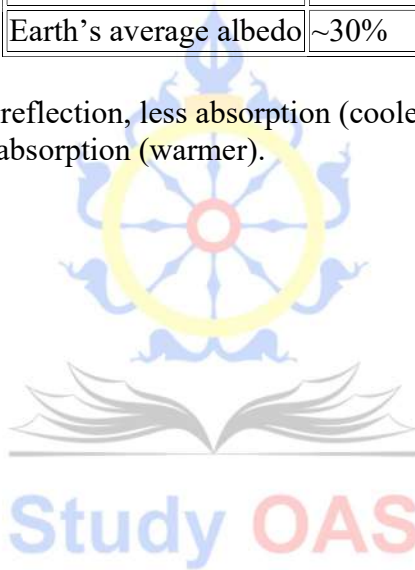 Earth’s average albedo ~30%
reflection, less absorption (coole
absorption (warmer).
Study OAS